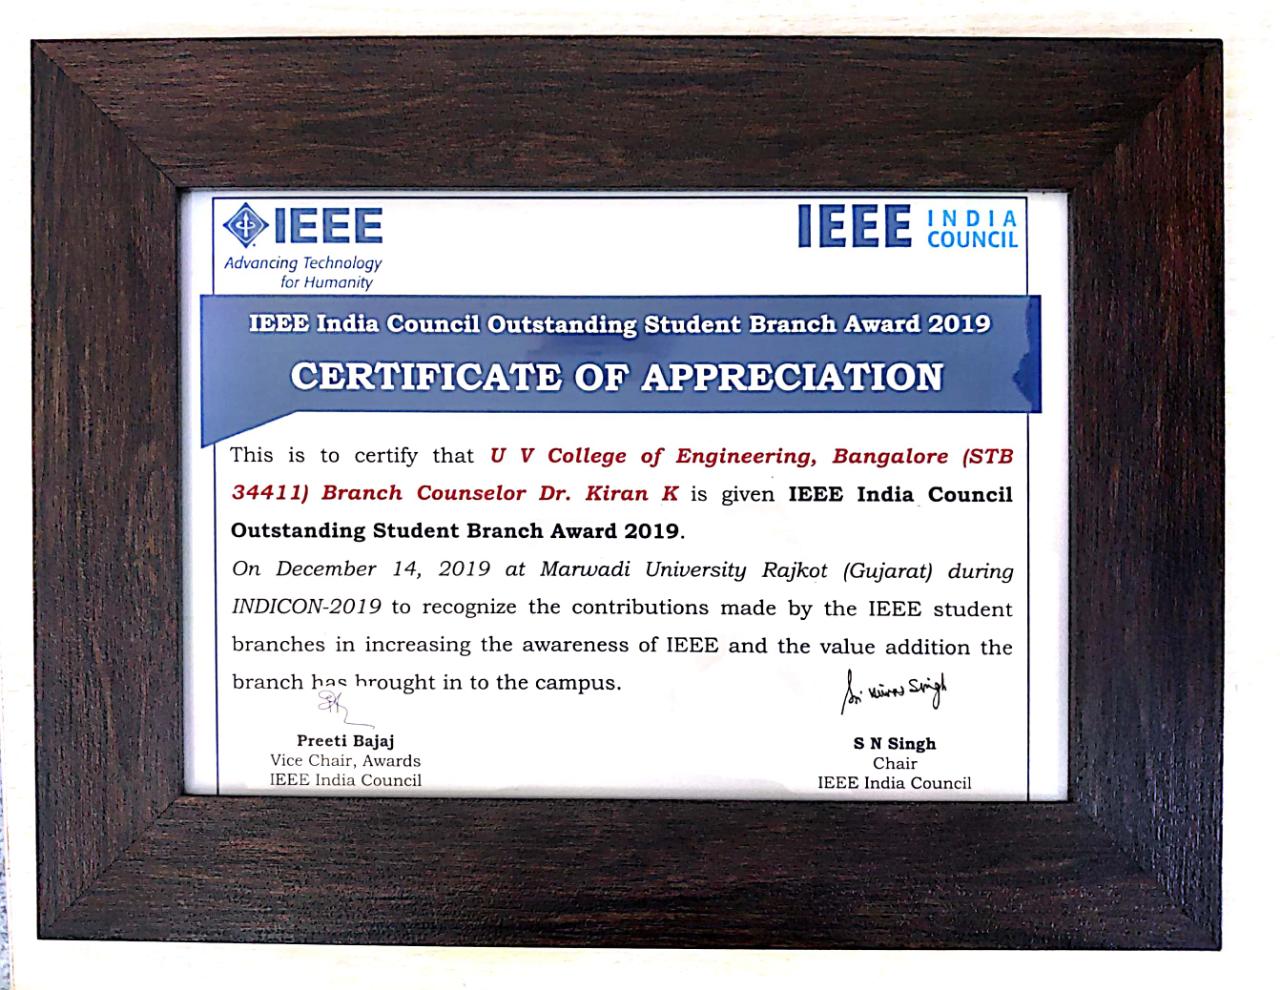 IEEE
Advancing Technology
for Humanity
IEEE INDIA
COUNCIL
IEEE India Council Outstanding Student Branch Award 2019
CERTIFICATE OF APPRECIATION
This is to certify that U V College of Engineering, Bangalore (STB
34411) Branch Counselor Dr. Kiran K is given IEEE India Council
Outstanding Student Branch Award 2019.
On December 14, 2019 at Marwadi University Rajkot (Gujarat) during
INDICON-2019 to recognize the contributions made by the IEEE student
branches in increasing the awareness of IEEE and the value addition the
branch has brought in to the campus.
Preeti Bajaj
Vice Chair, Awards
IEEE India Council
Singh
S N Singh
Chair
IEEE India Council